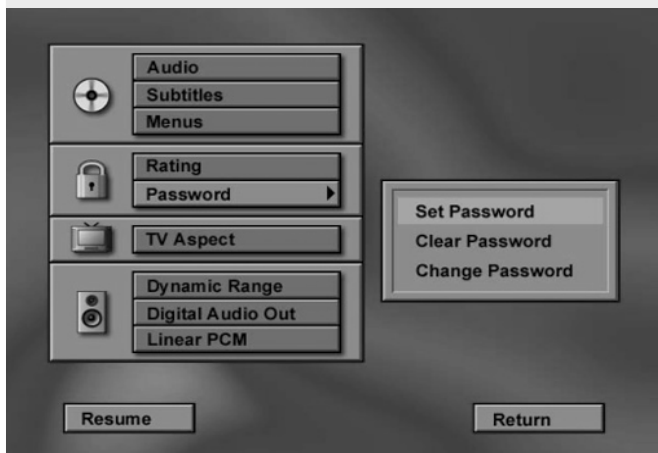 Audio
Subtitles
Menus
Rating
Password
TV Aspect
Dynamic Range
Digital Audio Out
Linear PCM
Set Password
Clear Password
Change Password
Resume
Return